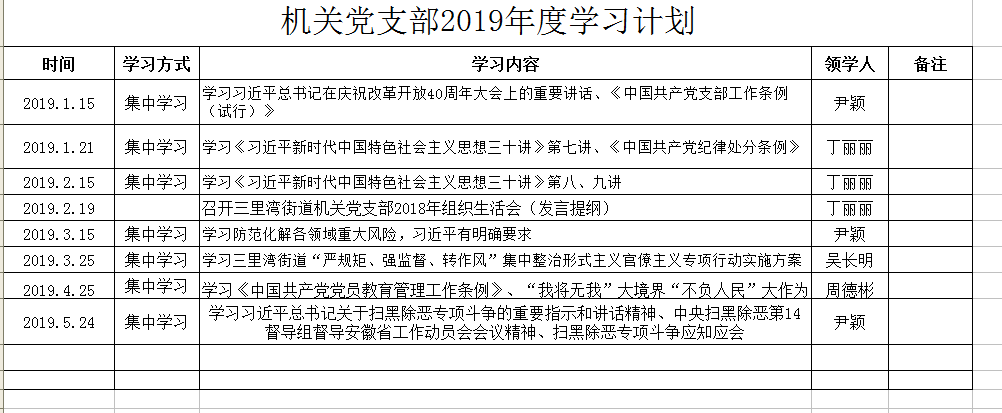 机关党支部2019年度学习计划
时间 学习方式 学习内容 领学人 备注
2019.1.15 集中学习 学习习近平总书记在庆祝改革开放40周年大会上的重要讲话、《中国共产党支部工作条例
（试行）》 尹颖
2019.1.21 集中学习 学习《习近平新时代中国特色社会主义思想三十讲》第七讲、《中国共产党纪律处分条例》 丁丽丽
2019.2.15 集中学习 学习《习近平新时代中国特色社会主义思想三十讲》第八、九讲 丁丽丽
2019.2.19 召开三里湾街道机关党支部2018年组织生活会（发言提纲） 丁丽丽
2019.3.15 集中学习 学习防范化解各领域重大风险，习近平有明确要求 尹颖
2019.3.25 集中学习 学习三里湾街道“严规矩、强监督、转作风”集中整治形式主义官僚主义专项行动实施方案 吴长明
2019.4.25 集中学习 学习《中国共产党党员教育管理工作条例》、“我将无我”大境界“不负人民”大作为 周德彬
2019.5.24 集中学习 学习习近平总书记关于扫黑除恶专项斗争的重要指示和讲话精神、中央扫黑除恶第14
督导组督导安徽省工作动员会会议精神、扫黑除恶专项斗争应知应会 尹颖